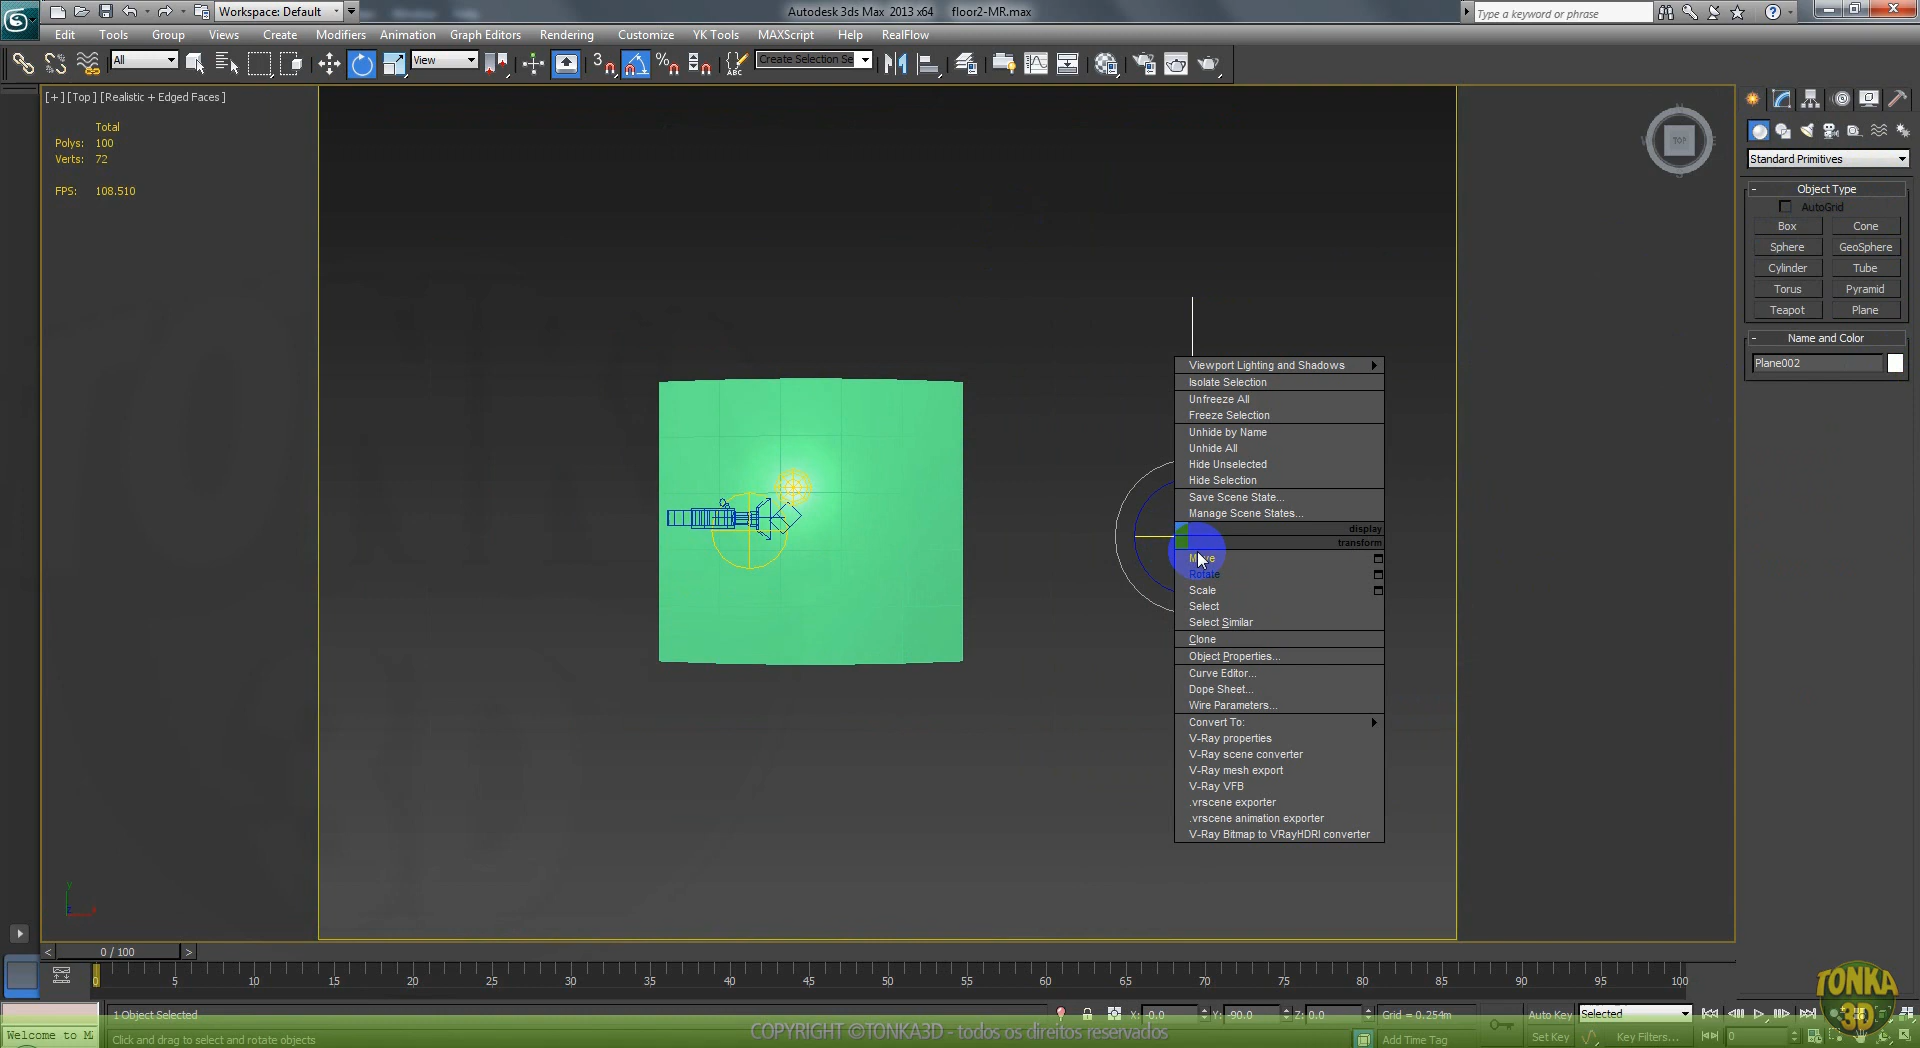 Workspace: Default
Autodesk 3ds Max 2013 x64    floor2-MR.max
Type a keyword or phrase
Edit Tools Group Views Create Modifiers Animation Graph Editors Rendering Customize YK Tools MAXScript Help RealFlow
All
View
3
%
ABC
Create Selection Se
[+][Top][Realistic + Edged Faces]
Total
Polys: 100
Verts: 72
FPS: 108.510
TOP
Standard Primitives
- Object Type
AutoGrid
Box Cone
Sphere GeoSphere
Cylinder Tube
Torus Pyramid
Teapot Plane
- Name and Color
Plane002
Viewport Lighting and Shadows
Isolate Selection
Unfreeze All
Freeze Selection
Unhide by Name
Unhide All
Hide Unselected
Hide Selection
Save Scene State...
Manage Scene States...
display
transform
Move
Rotate
Scale
Select
Select Similar
Clone
Object Properties...
Curve Editor...
Dope Sheet...
Wire Parameters...
Convert To:
V-Ray properties
V-Ray scene converter
V-Ray mesh export
V-Ray VFB
.vrscene exporter
.vrscene animation exporter
V-Ray Bitmap to VRayHDRI converter
< 0 / 100 >
0 5 10 15 20 25 30 35 40 45 50 55 60 65 70 75 80 85 90 95 100
TONKA
3D
1 Object Selected
X: -0.0 Y: -90.0 Z: 0.0
Grid = 0.254m
Auto Key
Selected
Welcome to M
Click and drag to select and rotate objects
COPYRIGHT ©TONKA3D - todos os direitos reservados
Add Time Tag
Set Key
Key Filters...
0